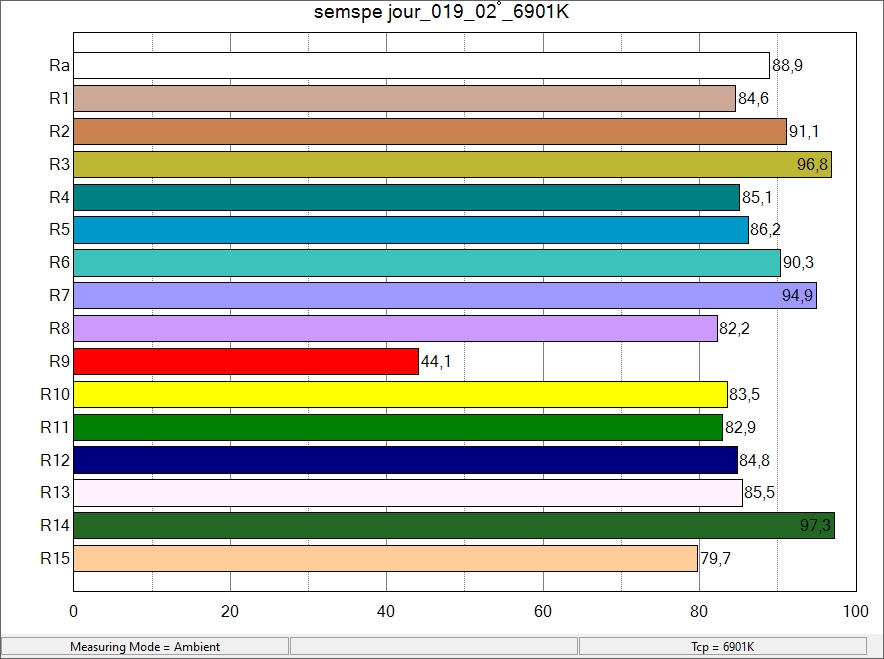 semspe jour_019_02°_6901K
Ra 88,9
R1 84,6
R2 91,1
R3 96,8
R4 85,1
R5 86,2
R6 90,3
R7 94,9
R8 82,2
R9 44,1
R10 83,5
R11 82,9
R12 84,8
R13 85,5
R14 97,3
R15 79,7
0 20 40 60 80 100
Measuring Mode = Ambient Tcp = 6901K